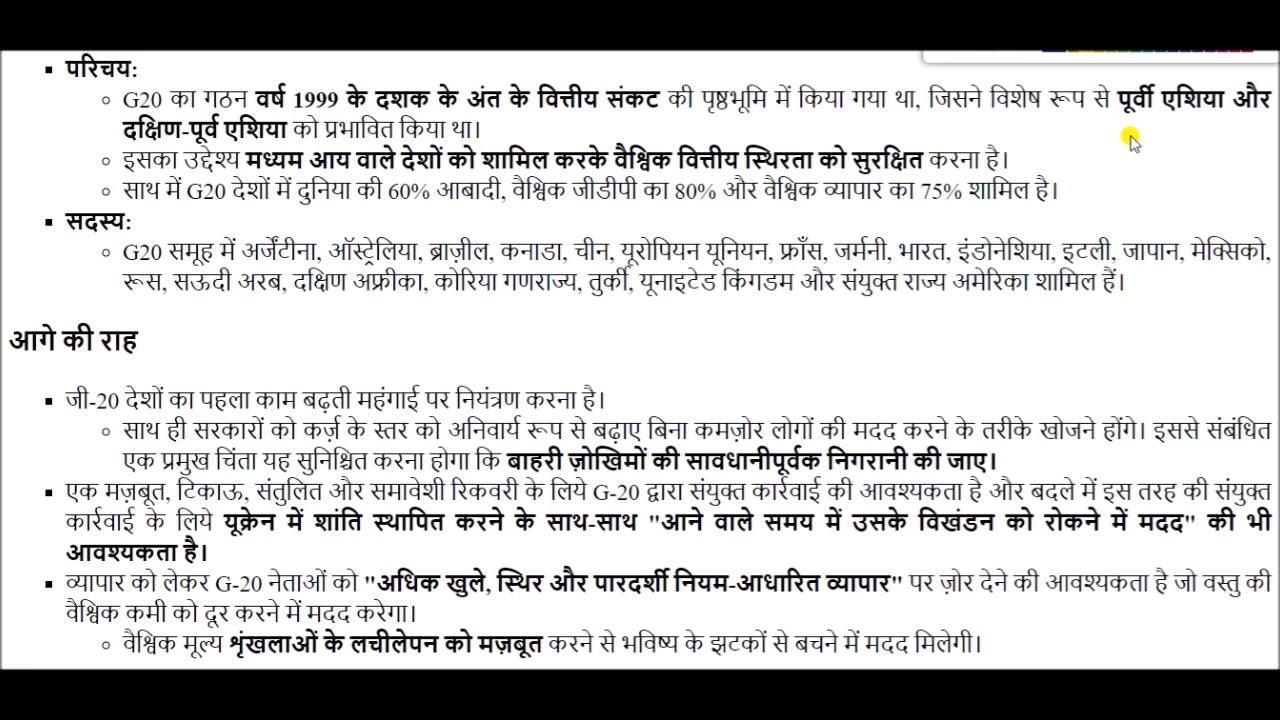 ▪ परिचय:
○ G20 का गठन वर्ष 1999 के दशक के अंत के वित्तीय संकट की पृष्ठभूमि में किया गया था, जिसने विशेष रूप से पूर्वी एशिया और
दक्षिण-पूर्व एशिया को प्रभावित किया था।
○ इसका उद्देश्य मध्यम आय वाले देशों को शामिल करके वैश्विक वित्तीय स्थिरता को सुरक्षित करना है।
○ साथ में G20 देशों में दुनिया की 60% आबादी, वैश्विक जीडीपी का 80% और वैश्विक व्यापार का 75% शामिल है।
▪ सदस्य:
○ G20 समूह में अर्जेंटीना, ऑस्ट्रेलिया, ब्राज़ील, कनाडा, चीन, यूरोपियन यूनियन, फ्राँस, जर्मनी, भारत, इंडोनेशिया, इटली, जापान, मेक्सिको,
रूस, सऊदी अरब, दक्षिण अफ्रीका, कोरिया गणराज्य, तुर्की, यूनाइटेड किंगडम और संयुक्त राज्य अमेरिका शामिल हैं।
आगे की राह
▪ जी-20 देशों का पहला काम बढ़ती महंगाई पर नियंत्रण करना है।
○ साथ ही सरकारों को कर्ज़ के स्तर को अनिवार्य रूप से बढ़ाए बिना कमज़ोर लोगों की मदद करने के तरीके खोजने होंगे। इससे संबंधित
एक प्रमुख चिंता यह सुनिश्चित करना होगा कि बाहरी ज़ोखिमों की सावधानीपूर्वक निगरानी की जाए।
▪ एक मज़बूत, टिकाऊ, संतुलित और समावेशी रिकवरी के लिये G-20 द्वारा संयुक्त कार्रवाई की आवश्यकता है और बदले में इस तरह की संयुक्त
कार्रवाई के लिये यूक्रेन में शांति स्थापित करने के साथ-साथ "आने वाले समय में उसके विखंडन को रोकने में मदद" की भी
आवश्यकता है।
▪ व्यापार को लेकर G-20 नेताओं को "अधिक खुले, स्थिर और पारदर्शी नियम-आधारित व्यापार" पर ज़ोर देने की आवश्यकता है जो वस्तु की
वैश्विक कमी को दूर करने में मदद करेगा।
○ वैश्विक मूल्य शृंखलाओं के लचीलेपन को मज़बूत करने से भविष्य के झटकों से बचने में मदद मिलेगी।